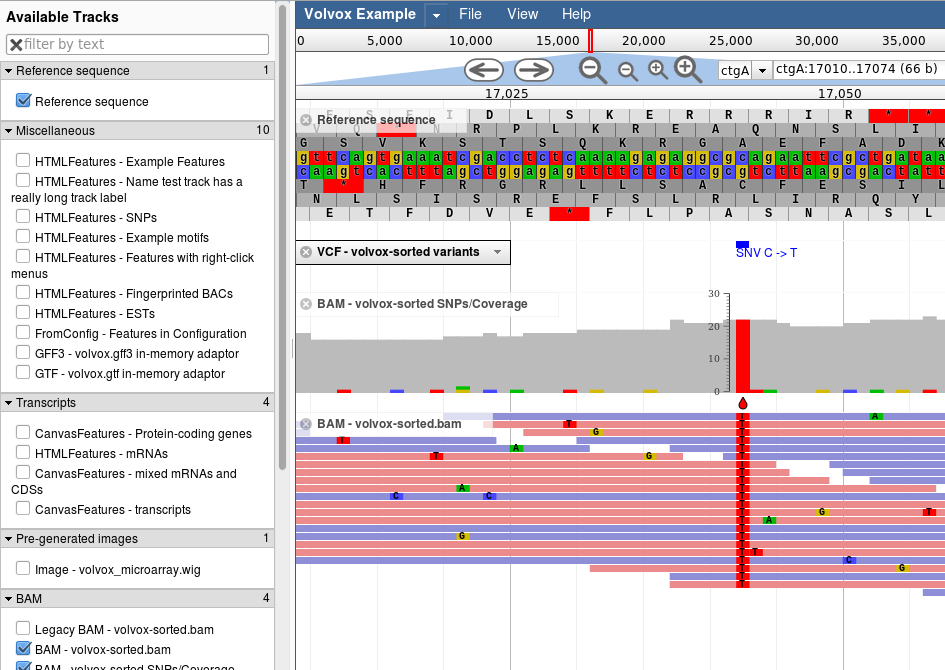 Available Tracks
filter by text
Reference sequence 1
Reference sequence
Miscellaneous 10
HTMLFeatures - Example Features
HTMLFeatures - Name test track has a
really long track label
HTMLFeatures - SNPs
HTMLFeatures - Example motifs
HTMLFeatures - Features with right-click
menus
HTMLFeatures - Fingerprinted BACs
HTMLFeatures - ESTs
FromConfig - Features in Configuration
GFF3 - volvox.gff3 in-memory adaptor
GTF - volvox.gtf in-memory adaptor
Transcripts 4
CanvasFeatures - Protein-coding genes
CanvasFeatures - mRNAs
CanvasFeatures - mixed mRNAs and
CDSs
CanvasFeatures - transcripts
Pre-generated images 1
Image - volvox_microarray.wig
BAM 4
Legacy BAM - volvox-sorted.bam
BAM - volvox-sorted.bam
BAM - volvox-sorted SNPs/Coverage
Volvox Example File View Help
0 5,000 10,000 15,000 20,000 25,000 30,000 35,000
ctgA ctgA:17010..17074 (66 b)
17,025 17,050
Reference sequence
D L S K E R R R I R * *
R P L K R E A Q N S L I
G S V K S T S Q K R G A E F A D K
g t t c a g t g a a a t c g a c c t c t c a a a a g a g a g g c g c a g a a t t c g c t g a t a a
c a a g t c a c t t t a g c t g g a g a g t t t t c t c t c c g c g t c t t a a g c g a c t a t t
T * H F R G R L L S A C F E S I L
N L S I S R E F S L R L I R Q Y
E T F D V E * F L P A S N A S L
VCF - volvox-sorted variants
SNV C -> T
BAM - volvox-sorted SNPs/Coverage
30
20
10
0
BAM - volvox-sorted.bam
A
T
G
T
A
T G
A
C C
G T
A
G
T
C
G